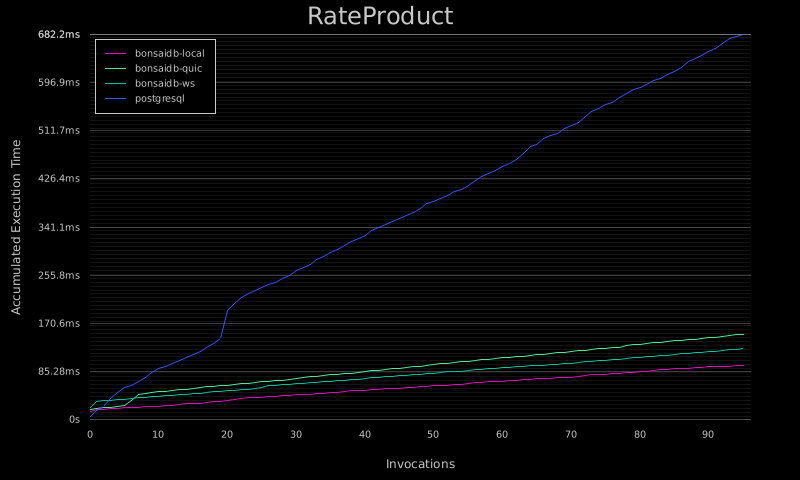 RateProduct
682.2ms
596.9ms
511.7ms
426.4ms
341.1ms
255.8ms
170.6ms
85.28ms
0s
bonsaidb-local
bonsaidb-quic
bonsaidb-ws
postgresql
Accumulated Execution Time
0 10 20 30 40 50 60 70 80 90
Invocations